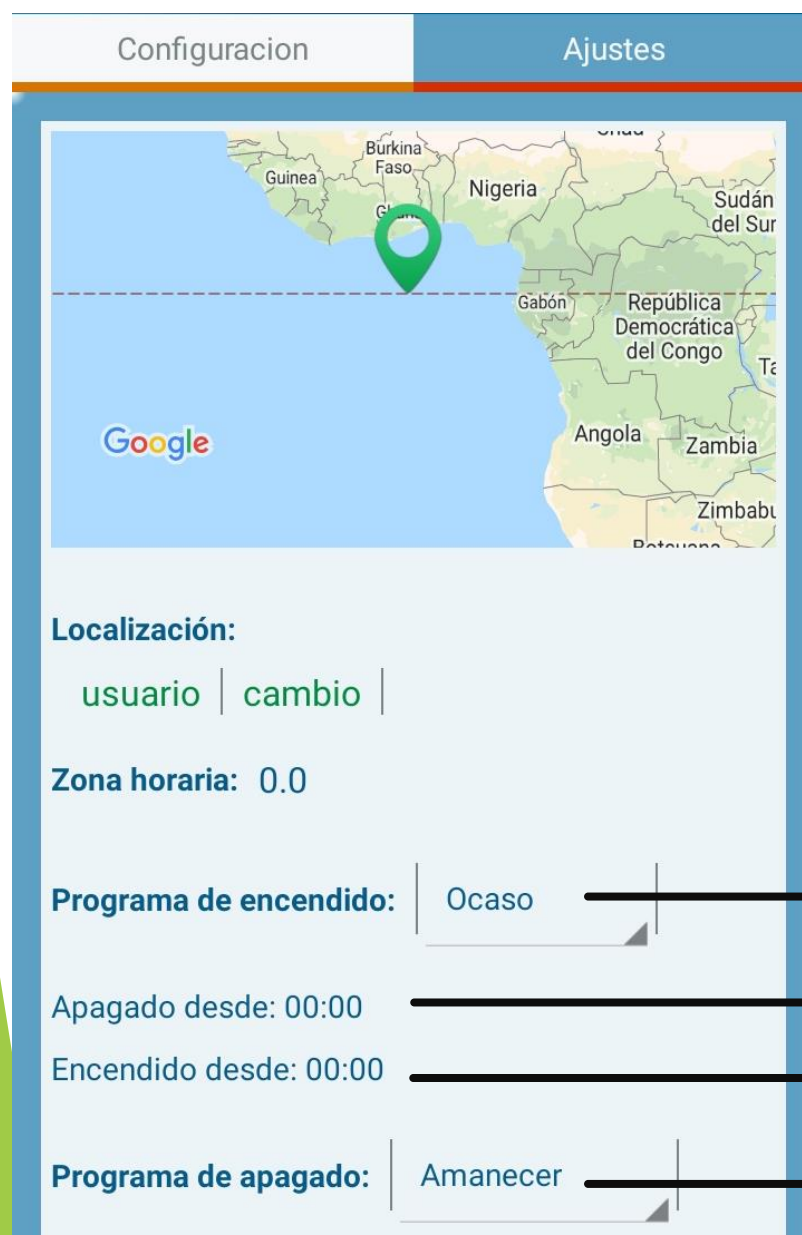 Configuracion
Ajustes
Burkina
Faso
Guinea
Nigeria
Sudán
del Sur
Gabón
República
Democrática
del Congo
Google
Angola
Zambia
Localización:
usuario
cambio
Zona horaria: 0.0
Programa de encendido: Ocaso
Apagado desde: 00:00
Encendido desde: 00:00
Programa de apagado: Amanecer